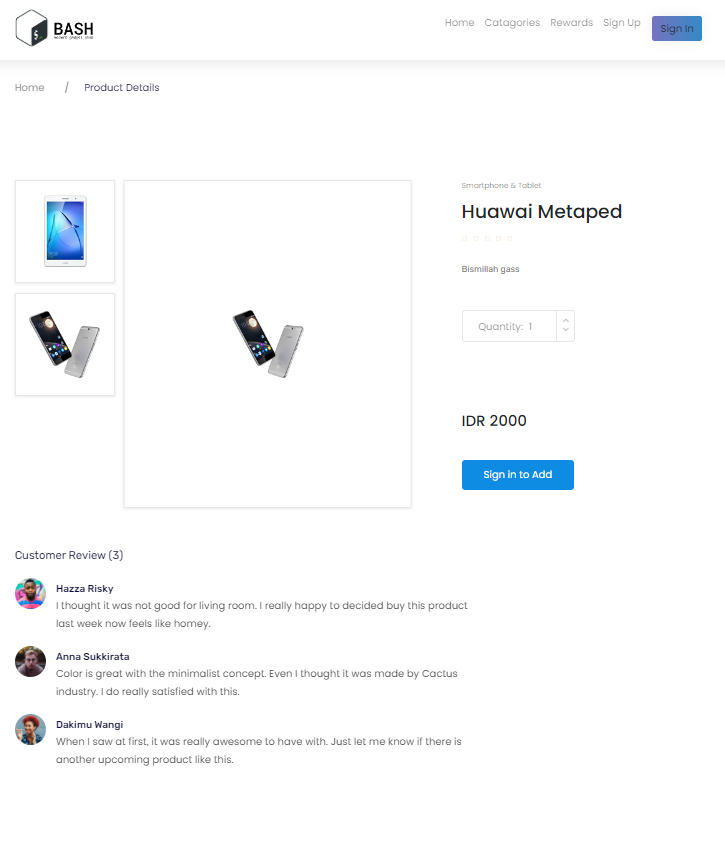 BASH
Home Catagories Rewards Sign Up Sign In
Home / Product Details
Smartphone & Tablet
Huawai Metaped
Bismillah gass
Quantity: 1
IDR 2000
Sign in to Add
Customer Review (3)
Hazza Risky
I thought it was not good for living room. I really happy to decided buy this product
last week now feels like homey.
Anna Sukkirata
Color is great with the minimalist concept. Even I thought it was made by Cactus
industry. I do really satisfied with this.
Dakimu Wangi
When I saw at first, it was really awesome to have with. Just let me know if there is
another upcoming product like this.